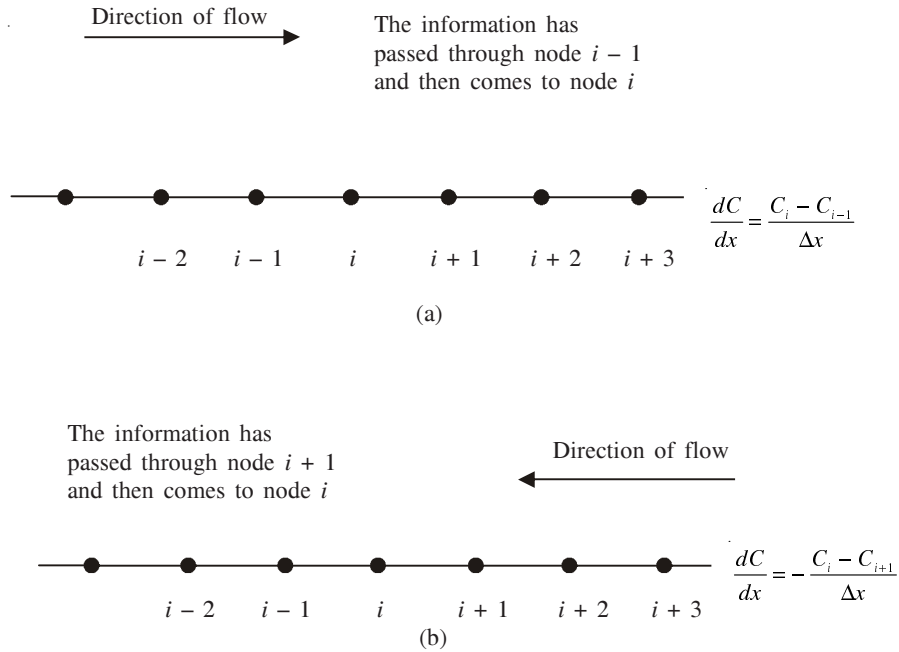 Direction of flow
The information has
passed through node i – 1
and then comes to node i
dC/dx = (C_i – C_{i–1})/Δx
i – 2 i – 1 i i + 1 i + 2 i + 3
(a)
The information has
passed through node i + 1
and then comes to node i
Direction of flow
dC/dx = – (C_i – C_{i+1})/Δx
i – 2 i – 1 i i + 1 i + 2 i + 3
(b)